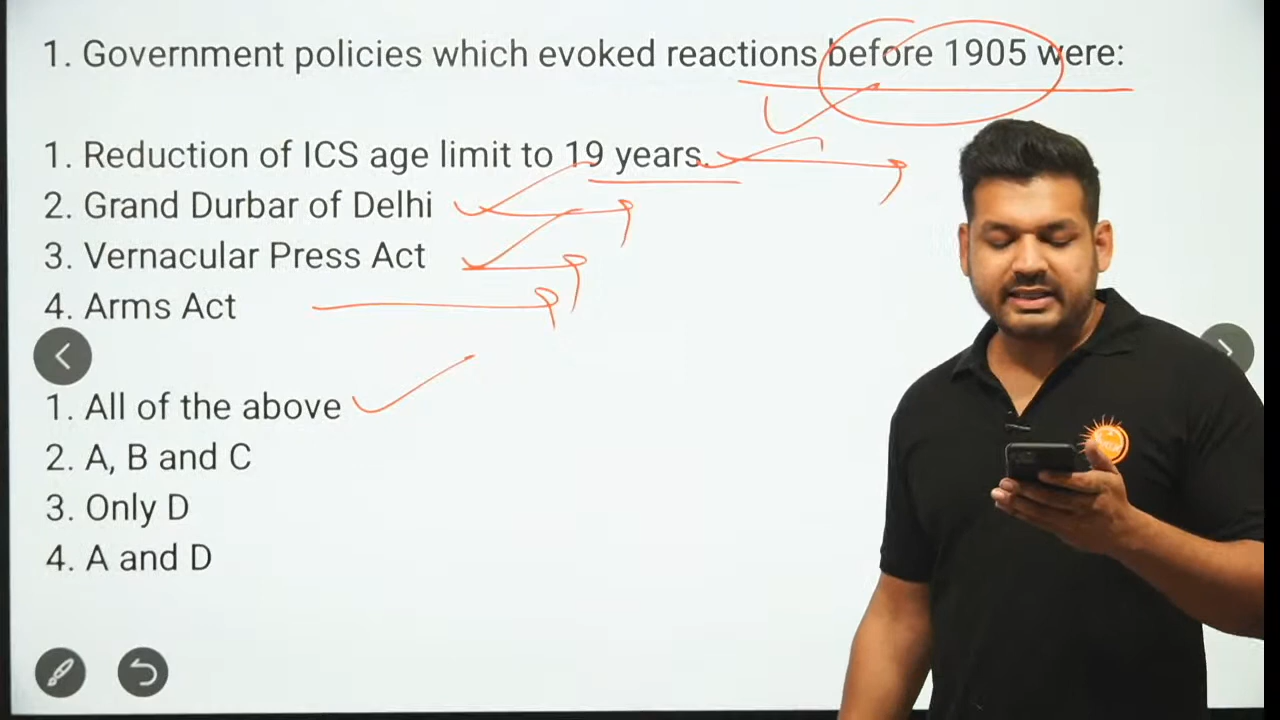 1. Government policies which evoked reactions before 1905 were:
1. Reduction of ICS age limit to 19 years.
2. Grand Durbar of Delhi
3. Vernacular Press Act
4. Arms Act
1. All of the above
2. A, B and C
3. Only D
4. A and D